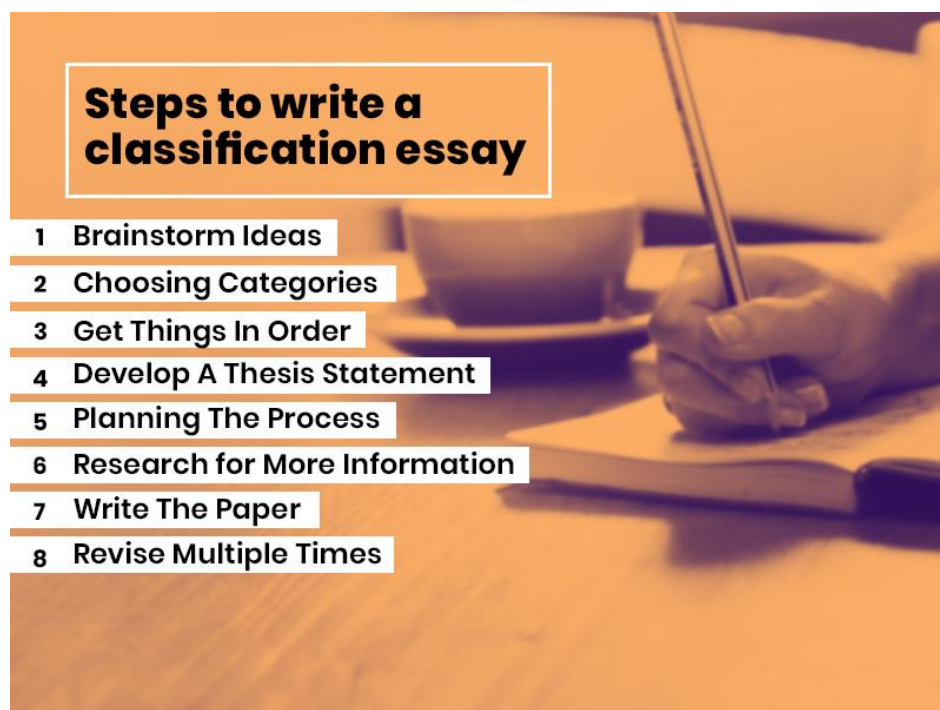 Steps to write a
classification essay
1 Brainstorm Ideas
2 Choosing Categories
3 Get Things In Order
4 Develop A Thesis Statement
5 Planning The Process
6 Research for More Information
7 Write The Paper
8 Revise Multiple Times